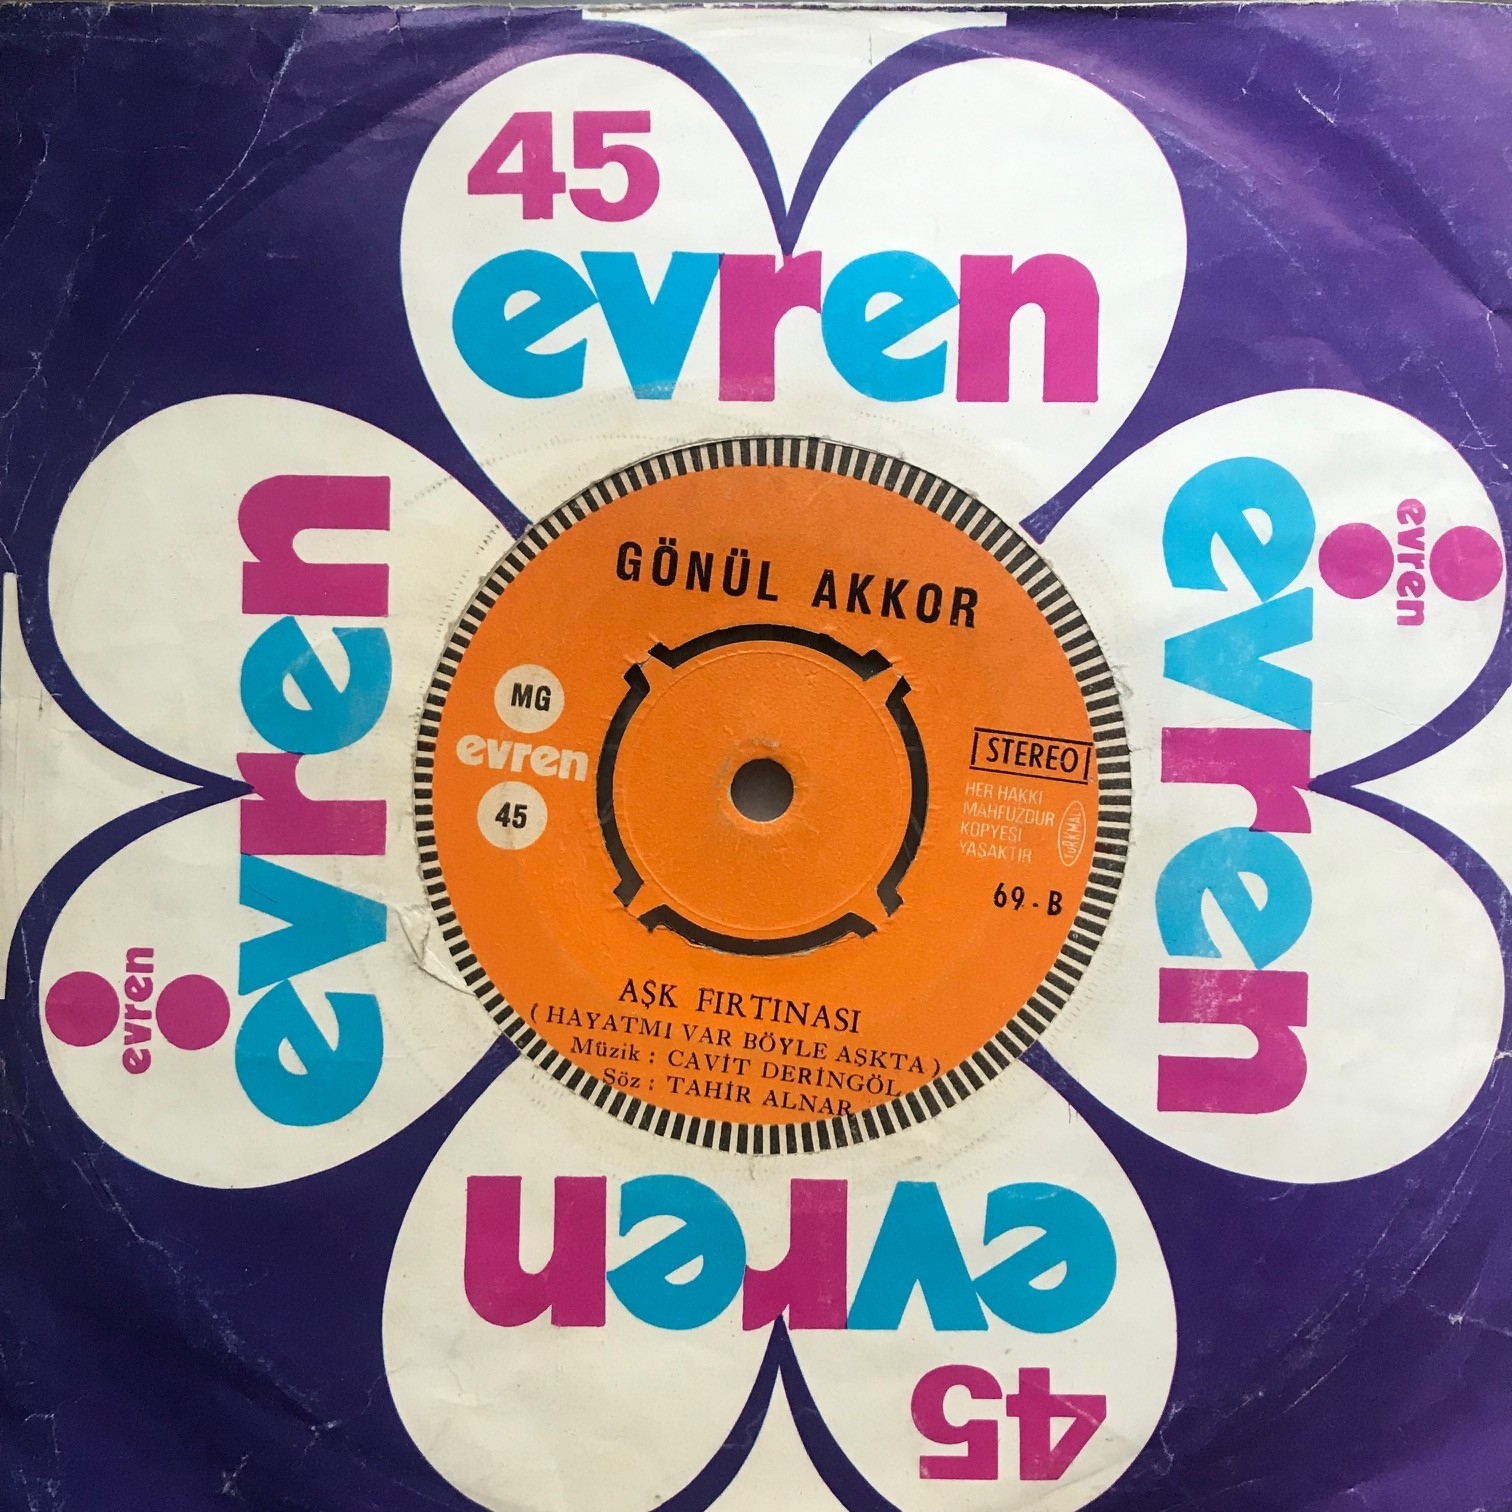 45
evren
evren
evren
evren
evren
GÖNÜL AKKOR
MG
evren
45
STEREO
HER HAKKI
MAHFUZDUR
KOPYESİ
YASAKTIR
TÜRKMALI
69-B
AŞK FIRTINASI
(HAYATMI VAR BÖYLE AŞKTA)
Müzik : CAVİT DERİNGÖL
Söz : TAHİR ALNAR
evren
45